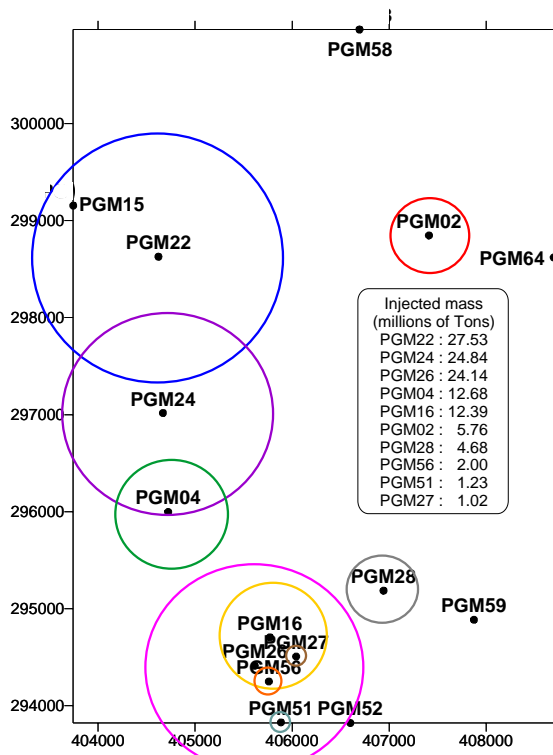 PGM58
300000
PGM15
299000
PGM02
PGM22
PGM64
298000
Injected mass
(millions of Tons)
PGM22 : 27.53
PGM24 : 24.84
PGM26 : 24.14
PGM04 : 12.68
PGM16 : 12.39
PGM02 : 5.76
PGM28 : 4.68
PGM56 : 2.00
PGM51 : 1.23
PGM27 : 1.02
PGM24
297000
PGM04
296000
PGM28
295000
PGM59
PGM16
PGM27
PGM26
PGM56
294000
PGM51
PGM52
404000 405000 406000 407000 408000